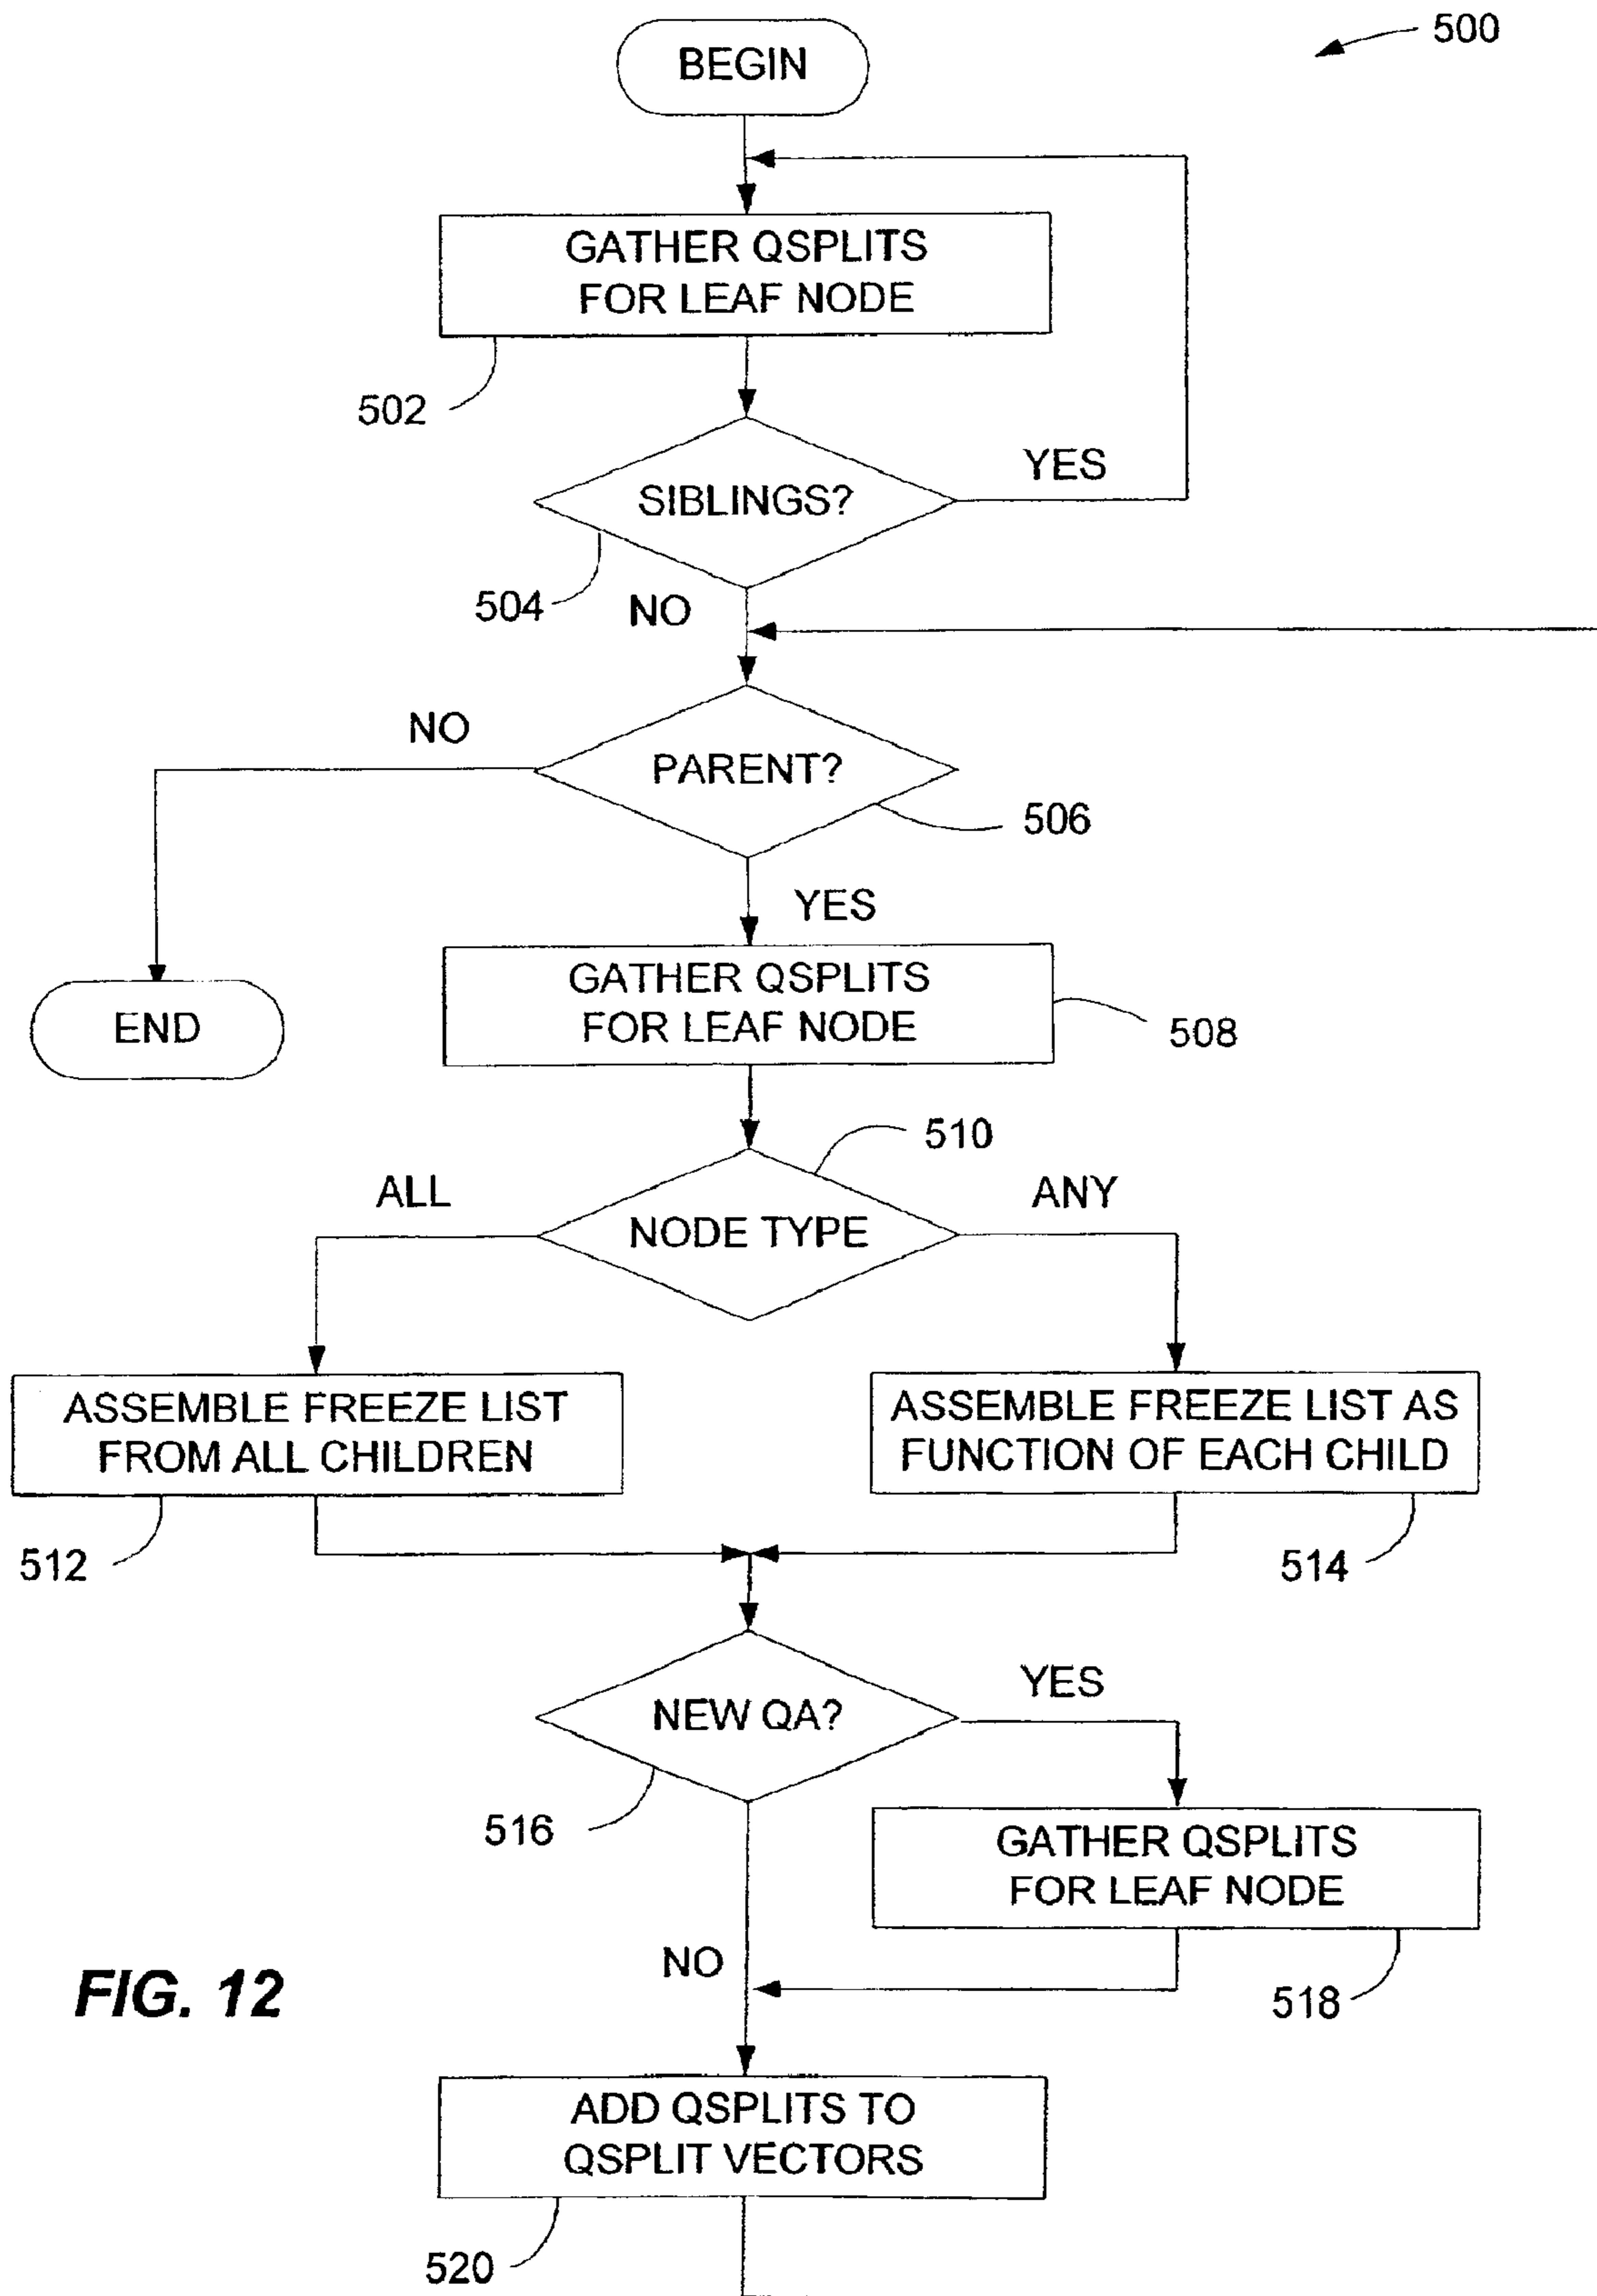 500
BEGIN
GATHER QSPLITS
FOR LEAF NODE
502
SIBLINGS?
YES
504
NO
NO
PARENT?
506
YES
GATHER QSPLITS
FOR LEAF NODE
508
END
510
ALL
ANY
NODE TYPE
ASSEMBLE FREEZE LIST
FROM ALL CHILDREN
ASSEMBLE FREEZE LIST AS
FUNCTION OF EACH CHILD
512
514
YES
NEW QA?
516
GATHER QSPLITS
FOR LEAF NODE
NO
518
FIG. 12
ADD QSPLITS TO
QSPLIT VECTORS
520